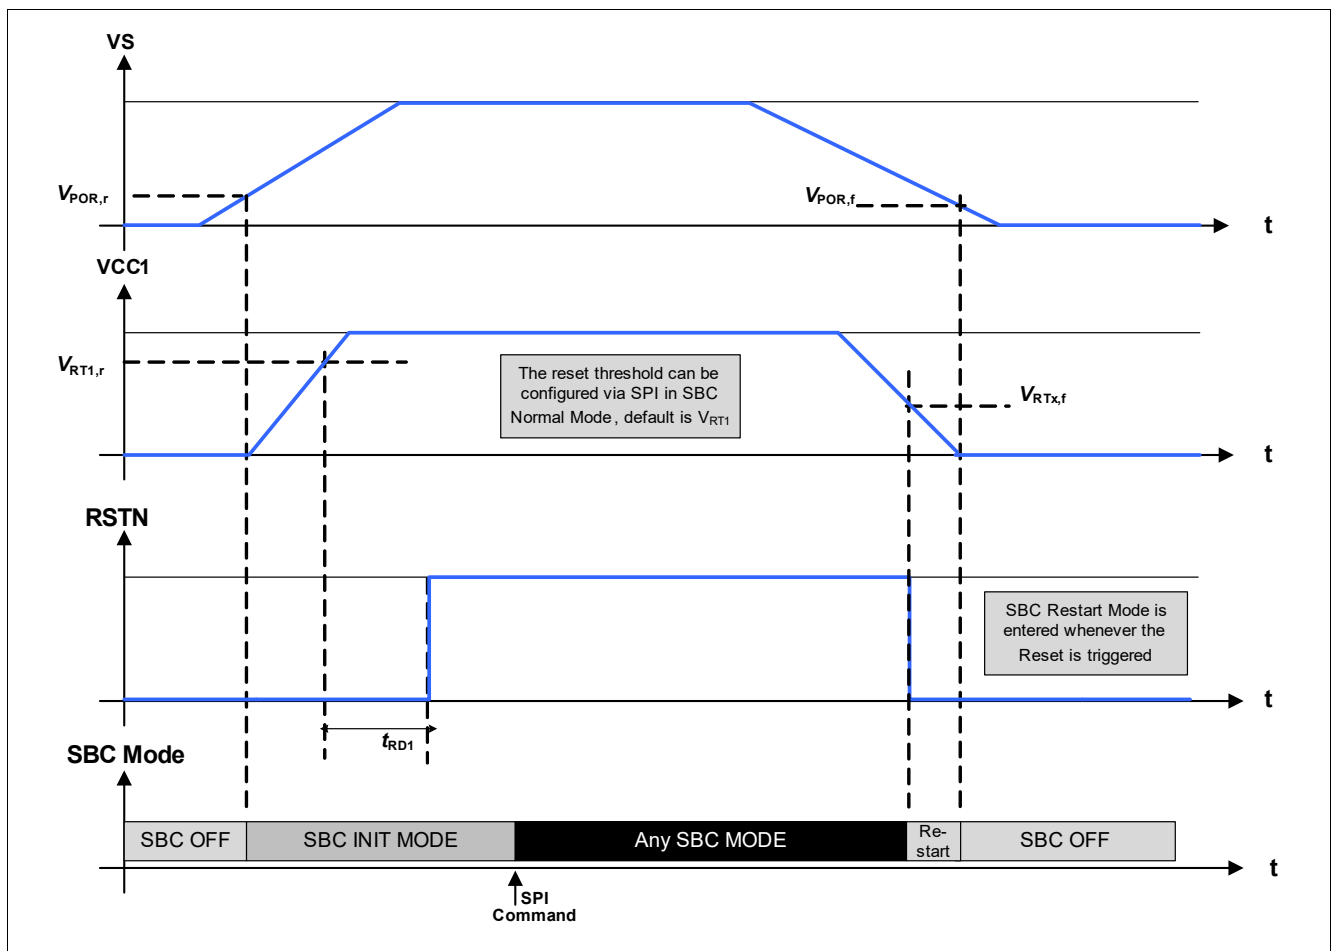 VS
VPOR,r
VPOR,f
t
VCC1
VRT1,r
The reset threshold can be
configured via SPI in SBC
Normal Mode, default is VRT1
VRTx,f
t
RSTN
SBC Restart Mode is
entered whenever the
Reset is triggered
t
tRD1
SBC Mode
SBC OFF
SBC INIT MODE
Any SBC MODE
Re-
start
SBC OFF
t
SPI
Command